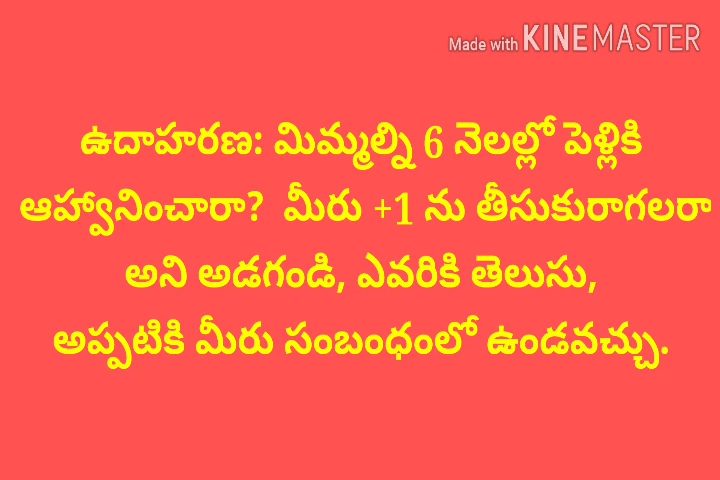 Made with KINEMASTER
ఉదాహరణ: మిమ్మల్ని 6 నెలల్లో పెళ్లికి
ఆహ్వానించారా?  మీరు +1 ను తీసుకురాగలరా
అని అడగండి, ఎవరికి తెలుసు,
అప్పటికి మీరు సంబంధంలో ఉండవచ్చు.